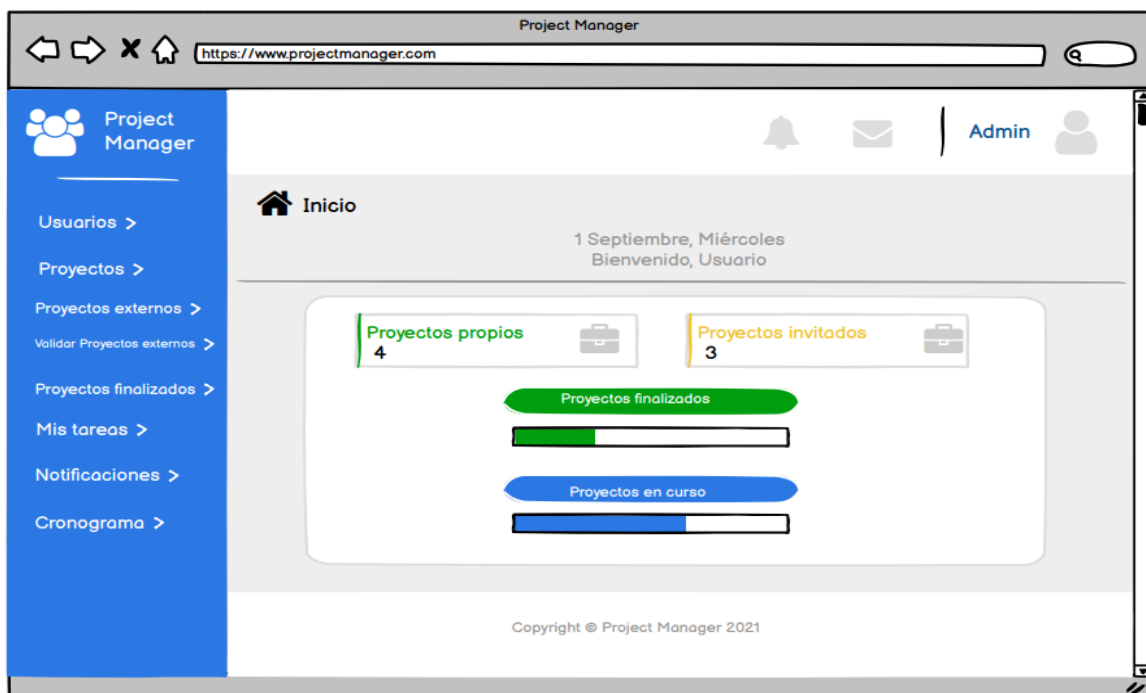 Project Manager
https://www.projectmanager.com
Project
Manager
Admin
Usuarios >
Proyectos >
Proyectos externos >
Validar Proyectos externos >
Proyectos finalizados >
Mis tareas >
Notificaciones >
Cronograma >
Inicio
1 Septiembre, Miércoles
Bienvenido, Usuario
Proyectos propios
4
Proyectos invitados
3
Proyectos finalizados
Proyectos en curso
Copyright © Project Manager 2021